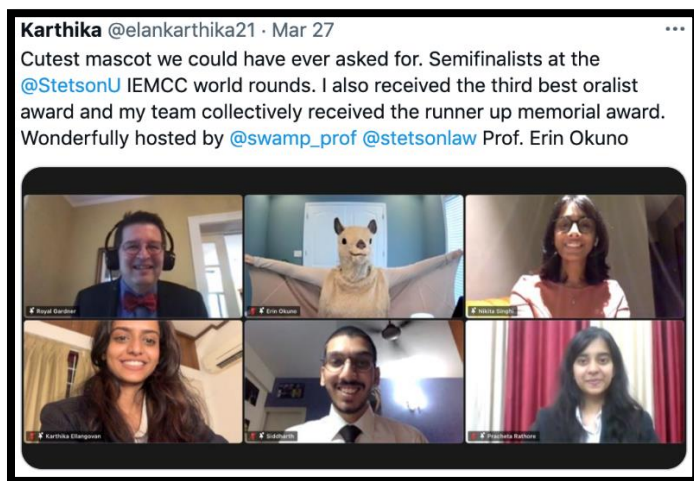 Karthika @elankarthika21 · Mar 27
Cutest mascot we could have ever asked for. Semifinalists at the
@StetsonU IEMCC world rounds. I also received the third best oralist
award and my team collectively received the runner up memorial award.
Wonderfully hosted by @swamp_prof @stetsonlaw Prof. Erin Okuno
Royal Gardner
Erin Okuno
Nikita Singhi
Karthika Ellangovan
Siddharth
Pracheta Rathore